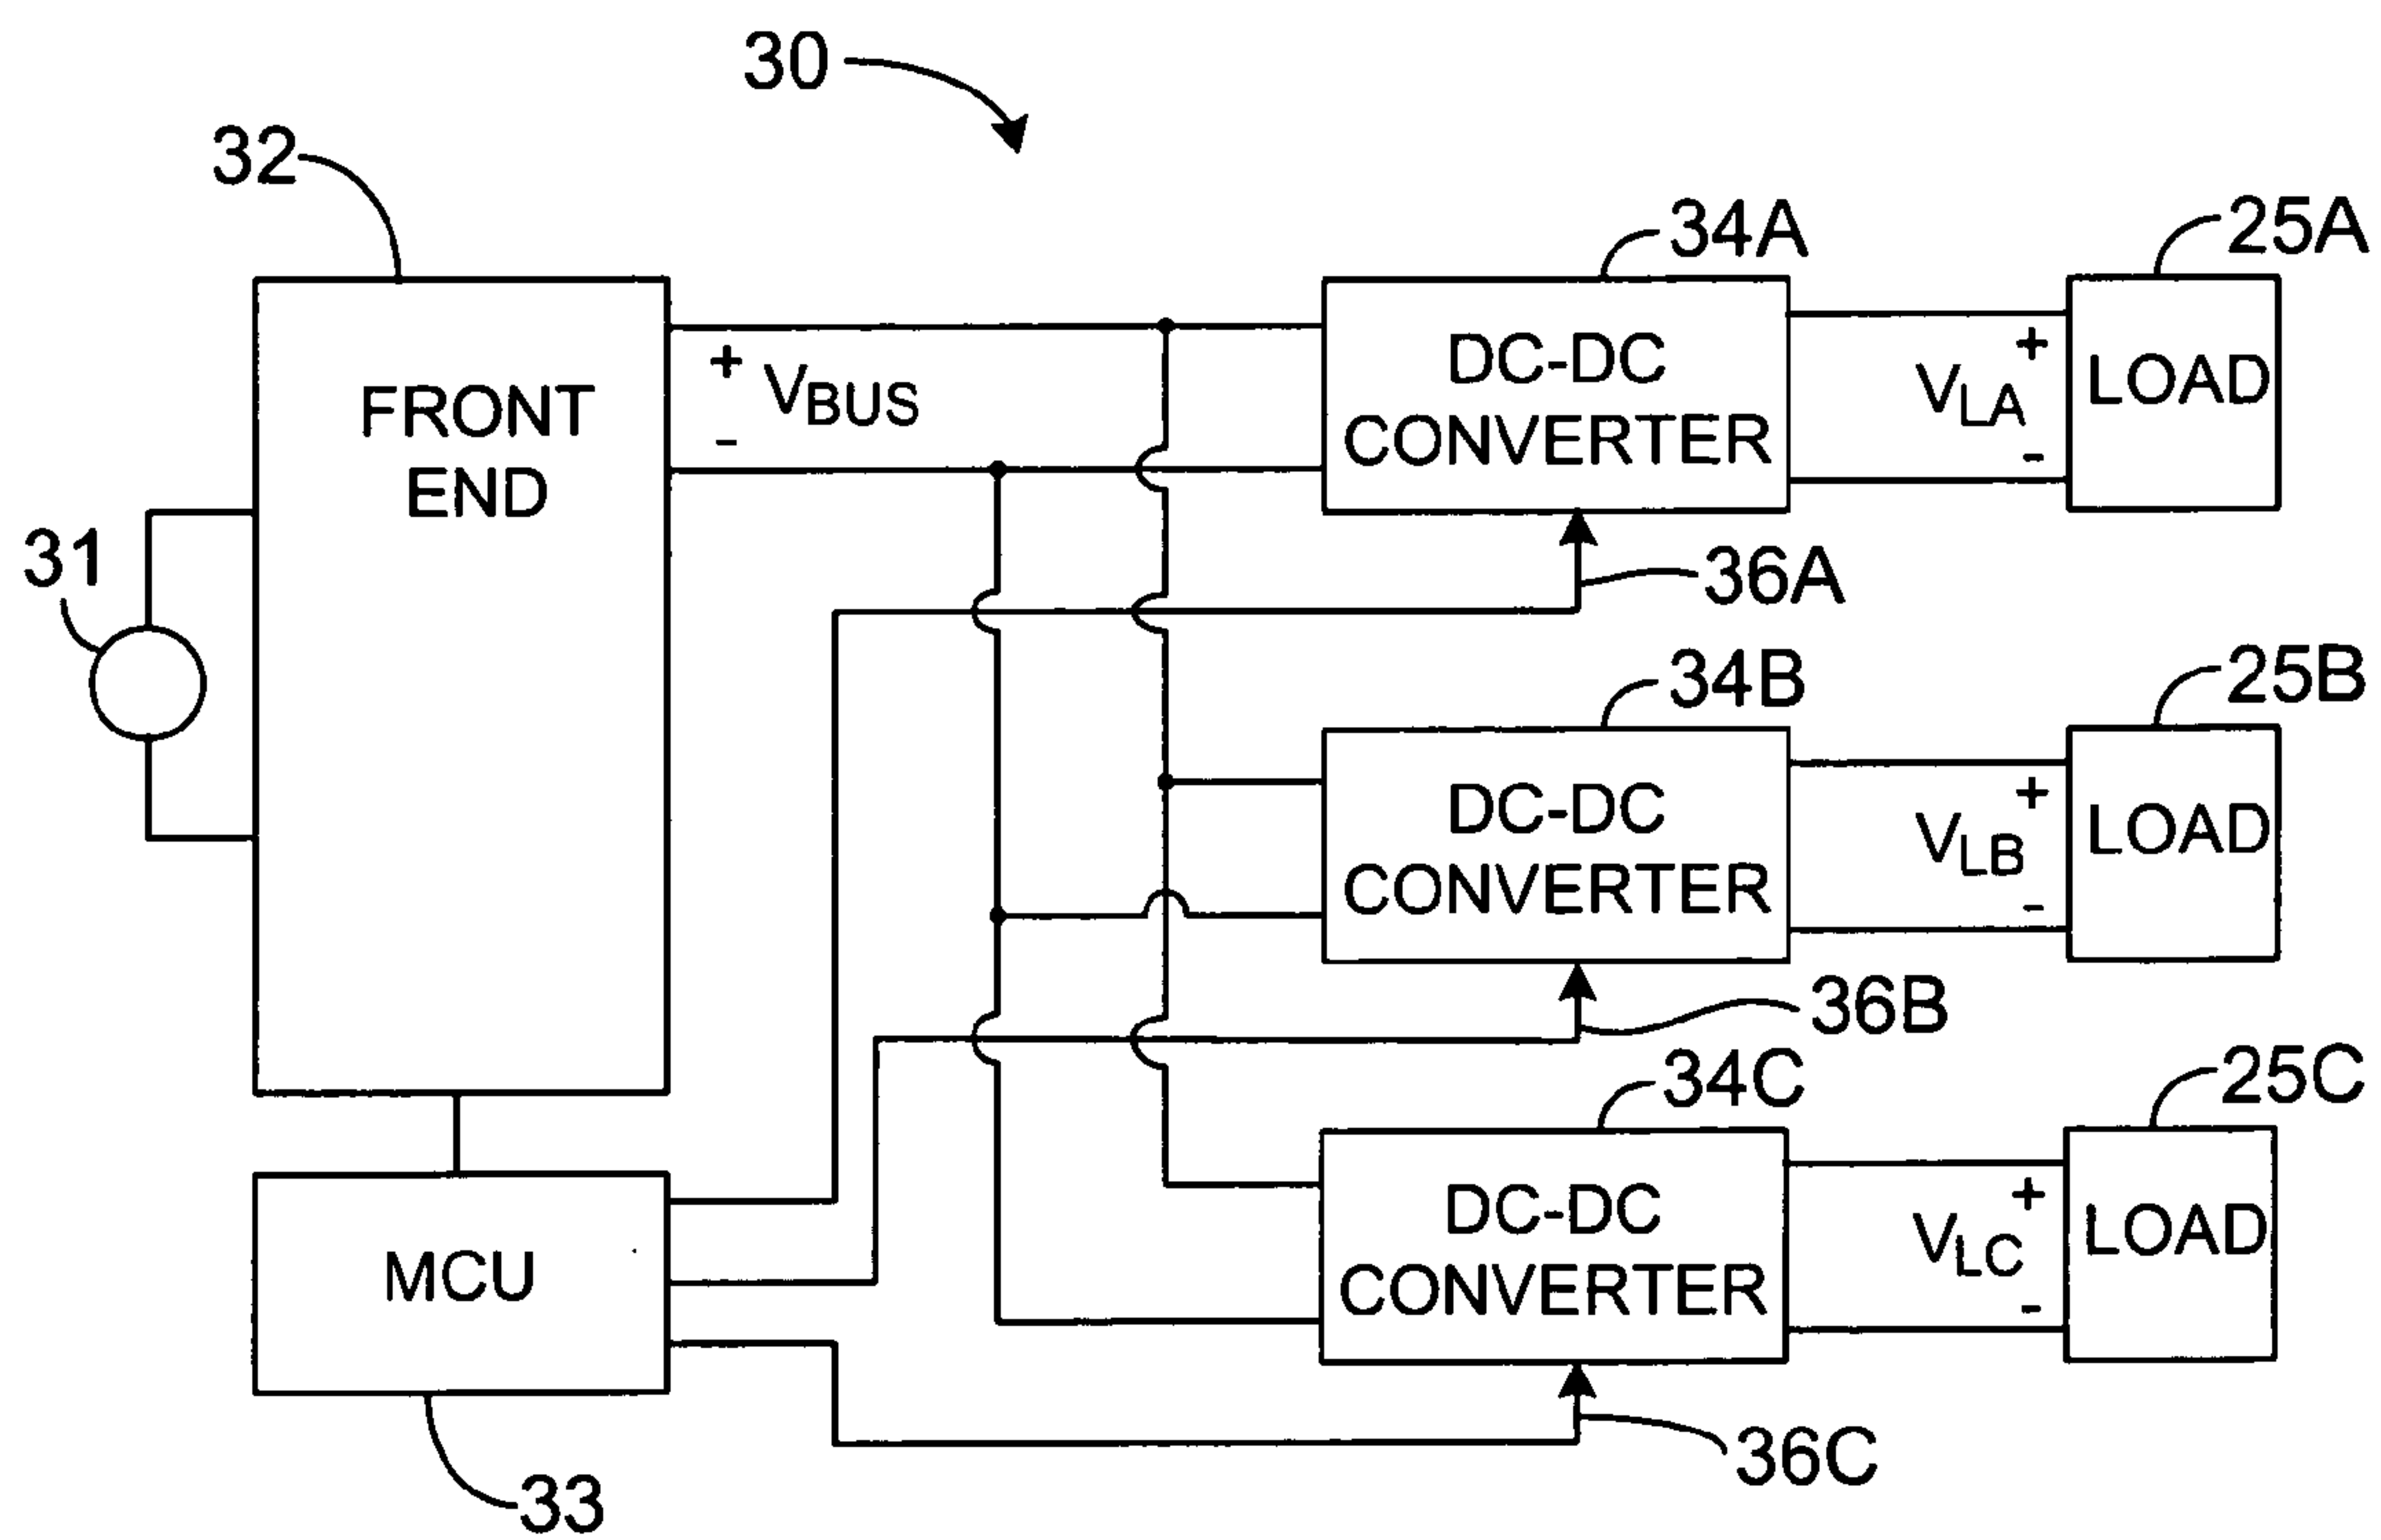 30
32
34A
25A
FRONT
END
+
VBUS
-
DC-DC
CONVERTER
+
VLA
-
LOAD
31
36A
34B
25B
DC-DC
CONVERTER
+
VLB
-
LOAD
36B
34C
25C
MCU
DC-DC
CONVERTER
+
VLC
-
LOAD
36C
33